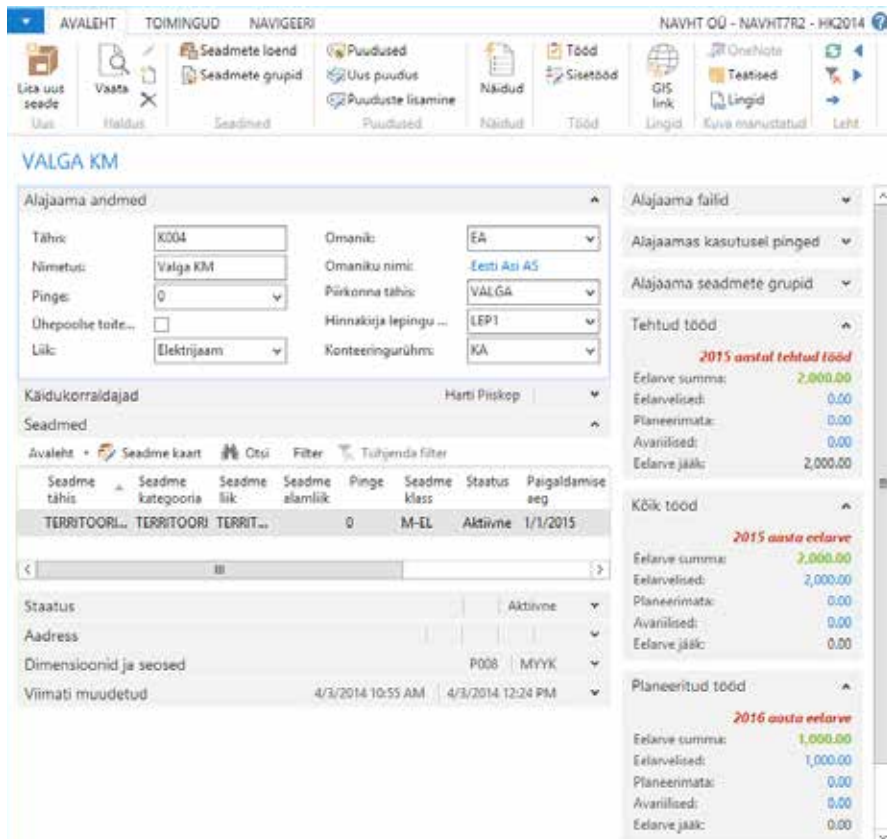 AVALEHT TOIMINGUD NAVIGEERI NAVHT OÜ - NAVHT7R2 - HK2014
Lisa uus seade
Vaata
Seadmete loend
Seadmete grupid
Puudused
Uus puudus
Puuduste lisamine
Näidud
Tööd
Sisetööd
GIS link
OneNote
Teatised
Lingid
Uus Haldus Seadmed Puudused Näidud Tööd Lingid Kuva manustatud Leht
VALGA KM
Alajaama andmed
Tähis: K004
Nimetus: Valga KM
Pinge: 0
Ühepoolse toite...
Liik: Elektrijaam
Omanik: EA
Omaniku nimi: Eesti Asi AS
Piirkonna tähis: VALGA
Hinnakirja lepingu ... LEP1
Konteeringurühm: KA
Käidukorraldajad Harti Piiskop
Seadmed
Avaleht Seadme kaart Otsi Filter Tühjenda filter
Seadme tähis Seadme kategooria Seadme liik Seadme alamliik Pinge Seadme klass Staatus Paigaldamise aeg
TERRITOORI... TERRITOORI TERRIT... 0 M-EL Aktiivne 1/1/2015
Staatus Aktiivne
Aadress
Dimensioonid ja seosed P008 MYYK
Viimati muudetud 4/3/2014 10:55 AM 4/3/2014 12:24 PM
Alajaama failid
Alajaamas kasutusel pinged
Alajaama seadmete grupid
Tehtud tööd
2015 aastal tehtud tööd
Eelarve summa: 2,000.00
Eelarvelised: 0.00
Planeerimata: 0.00
Avariilised: 0.00
Eelarve jääk: 2,000.00
Kõik tööd
2015 aasta eelarve
Eelarve summa: 2,000.00
Eelarvelised: 2,000.00
Planeerimata: 0.00
Avariilised: 0.00
Eelarve jääk: 0.00
Planeeritud tööd
2016 aasta eelarve
Eelarve summa: 1,000.00
Eelarvelised: 1,000.00
Planeerimata: 0.00
Avariilised: 0.00
Eelarve jääk: 0.00